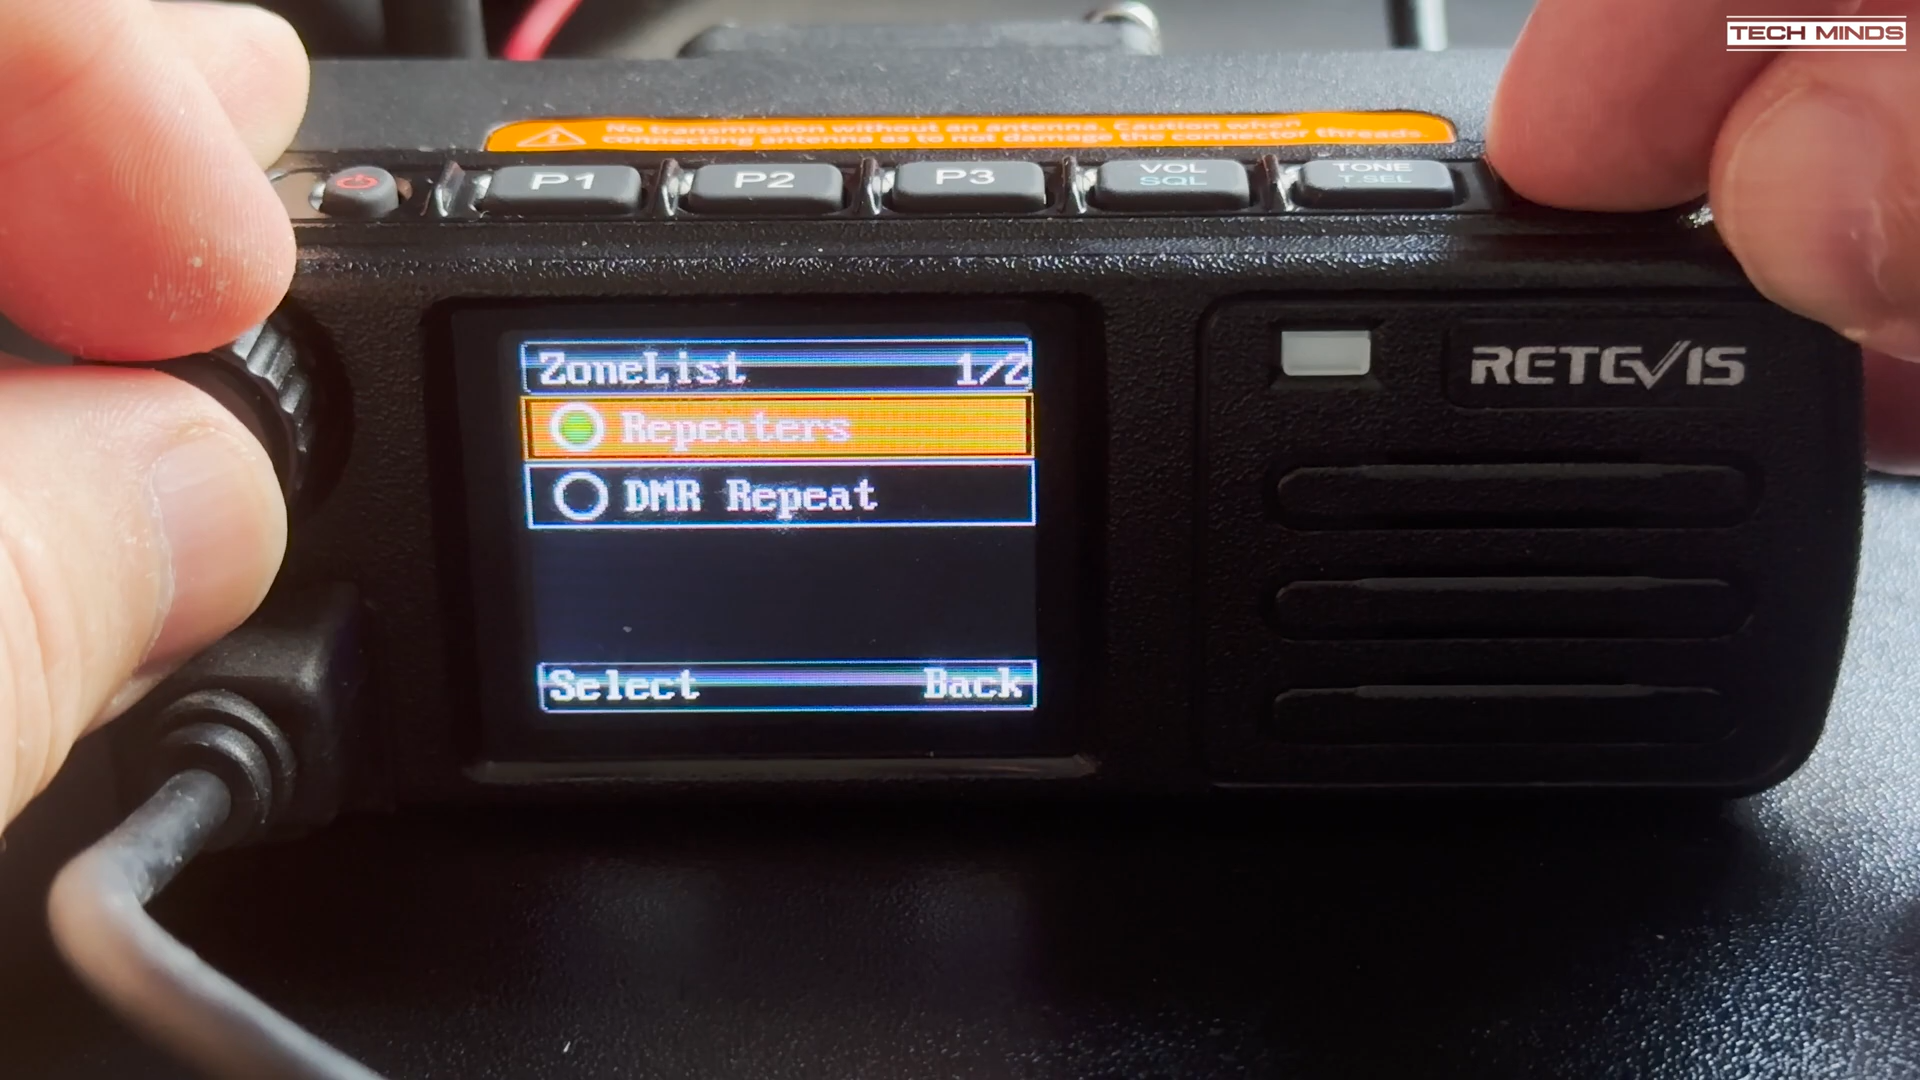 TECH MINDS
No transmission without an antenna. Caution when
connecting antenna as to not damage the connector threads.
P1
P2
P3
VOL
SQL
TONE
T.SEL
RETEVIS
ZoneList 1/2
Repeaters
DMR Repeat
Select Back